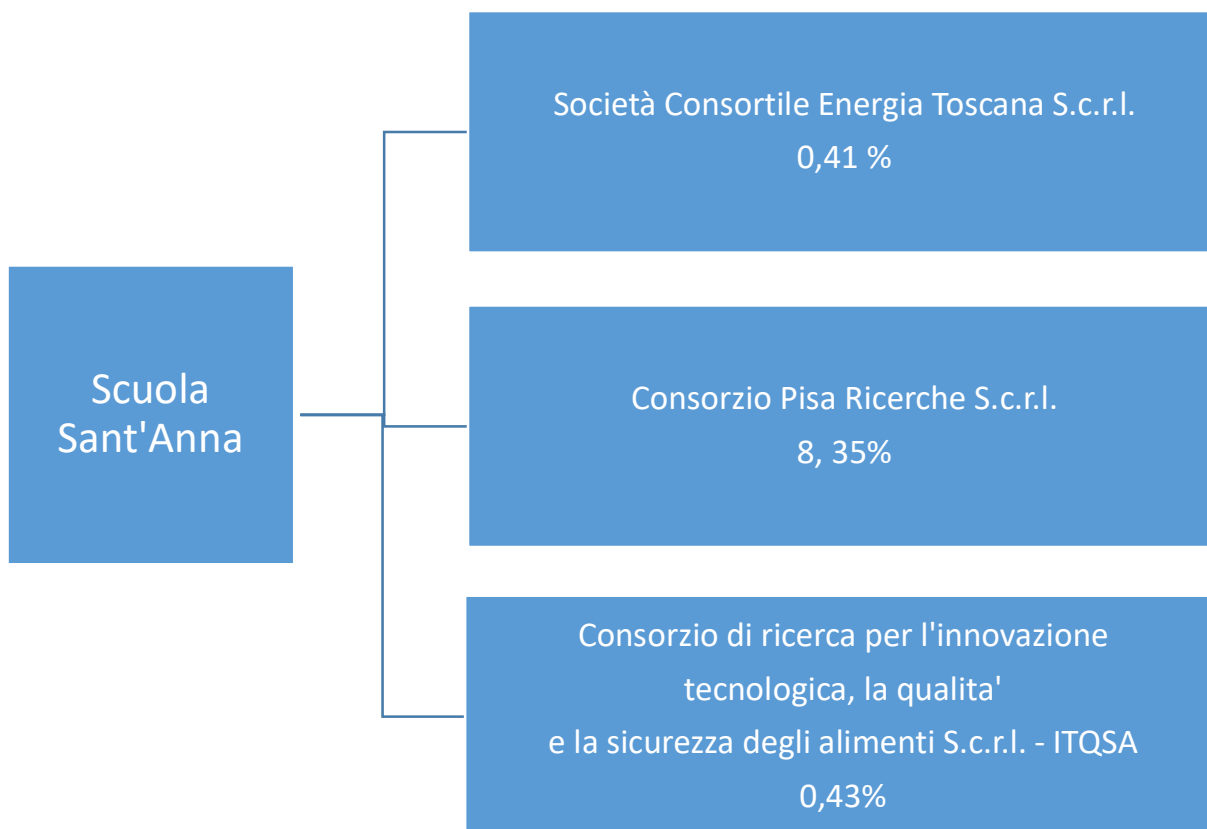 Scuola
Sant'Anna
Società Consortile Energia Toscana S.c.r.l.
0,41 %
Consorzio Pisa Ricerche S.c.r.l.
8, 35%
Consorzio di ricerca per l'innovazione
tecnologica, la qualita'
e la sicurezza degli alimenti S.c.r.l. - ITQSA
0,43%